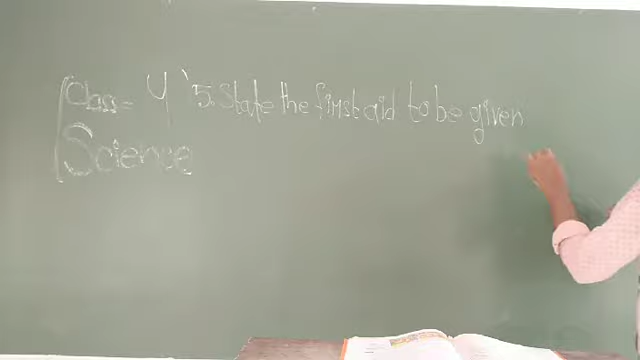 Class = 4
Science
5. State the first aid to be given